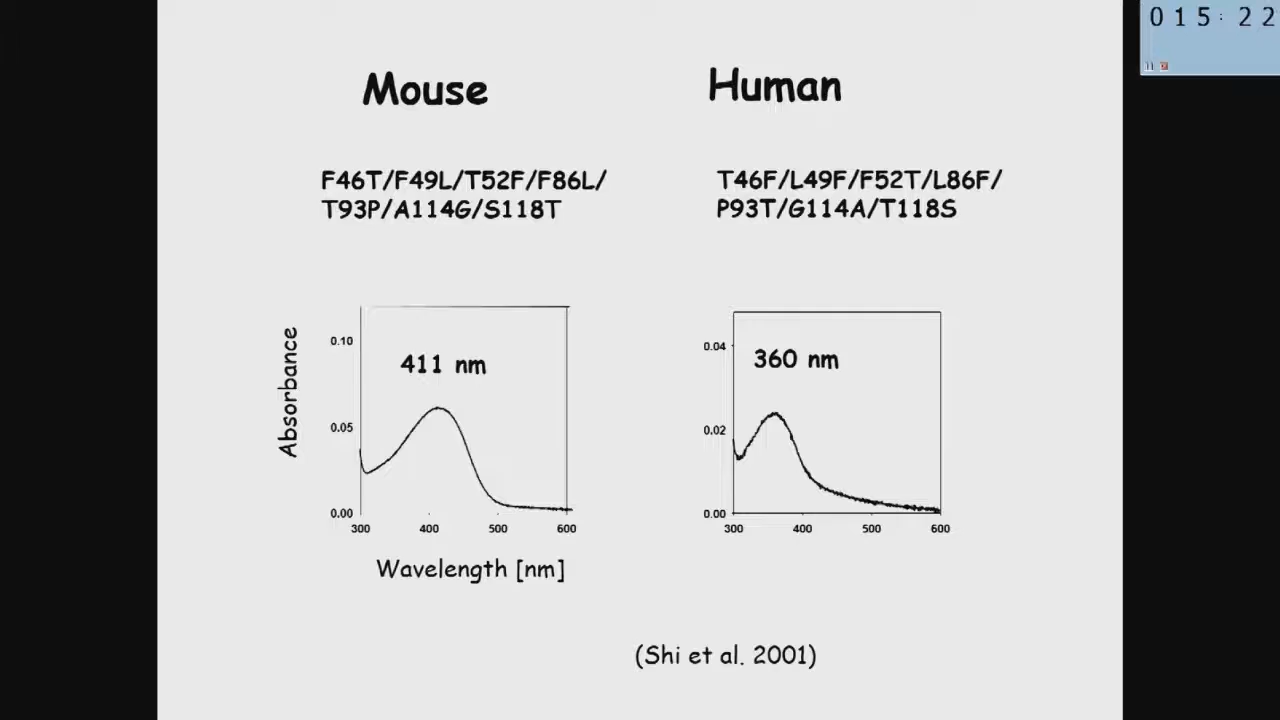 015:22
Mouse
Human
F46T/F49L/T52F/F86L/
T93P/A114G/S118T
T46F/L49F/F52T/L86F/
P93T/G114A/T118S
Absorbance
0.10
0.05
0.00
411 nm
300 400 500 600
Wavelength [nm]
0.04
0.02
0.00
360 nm
300 400 500 600
(Shi et al. 2001)